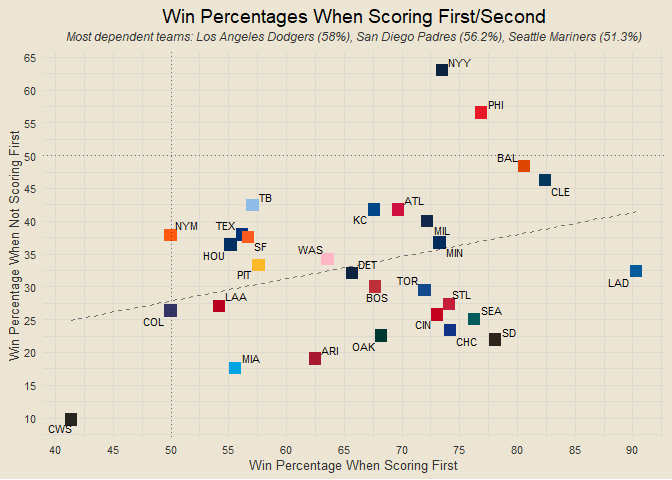 Win Percentages When Scoring First/Second
Most dependent teams: Los Angeles Dodgers (58%), San Diego Padres (56.2%), Seattle Mariners (51.3%)
Win Percentage When Not Scoring First
65
60
55
50
45
40
35
30
25
20
15
10
NYY
PHI
BAL
CLE
TB
ATL
KC
NYM
TEX
MIL
HOU
SF
MIN
WAS
PIT
DET
LAD
TOR
BOS
LAA
STL
COL
SEA
CIN
CHC
SD
OAK
ARI
MIA
CWS
40
45
50
55
60
65
70
75
80
85
90
Win Percentage When Scoring First